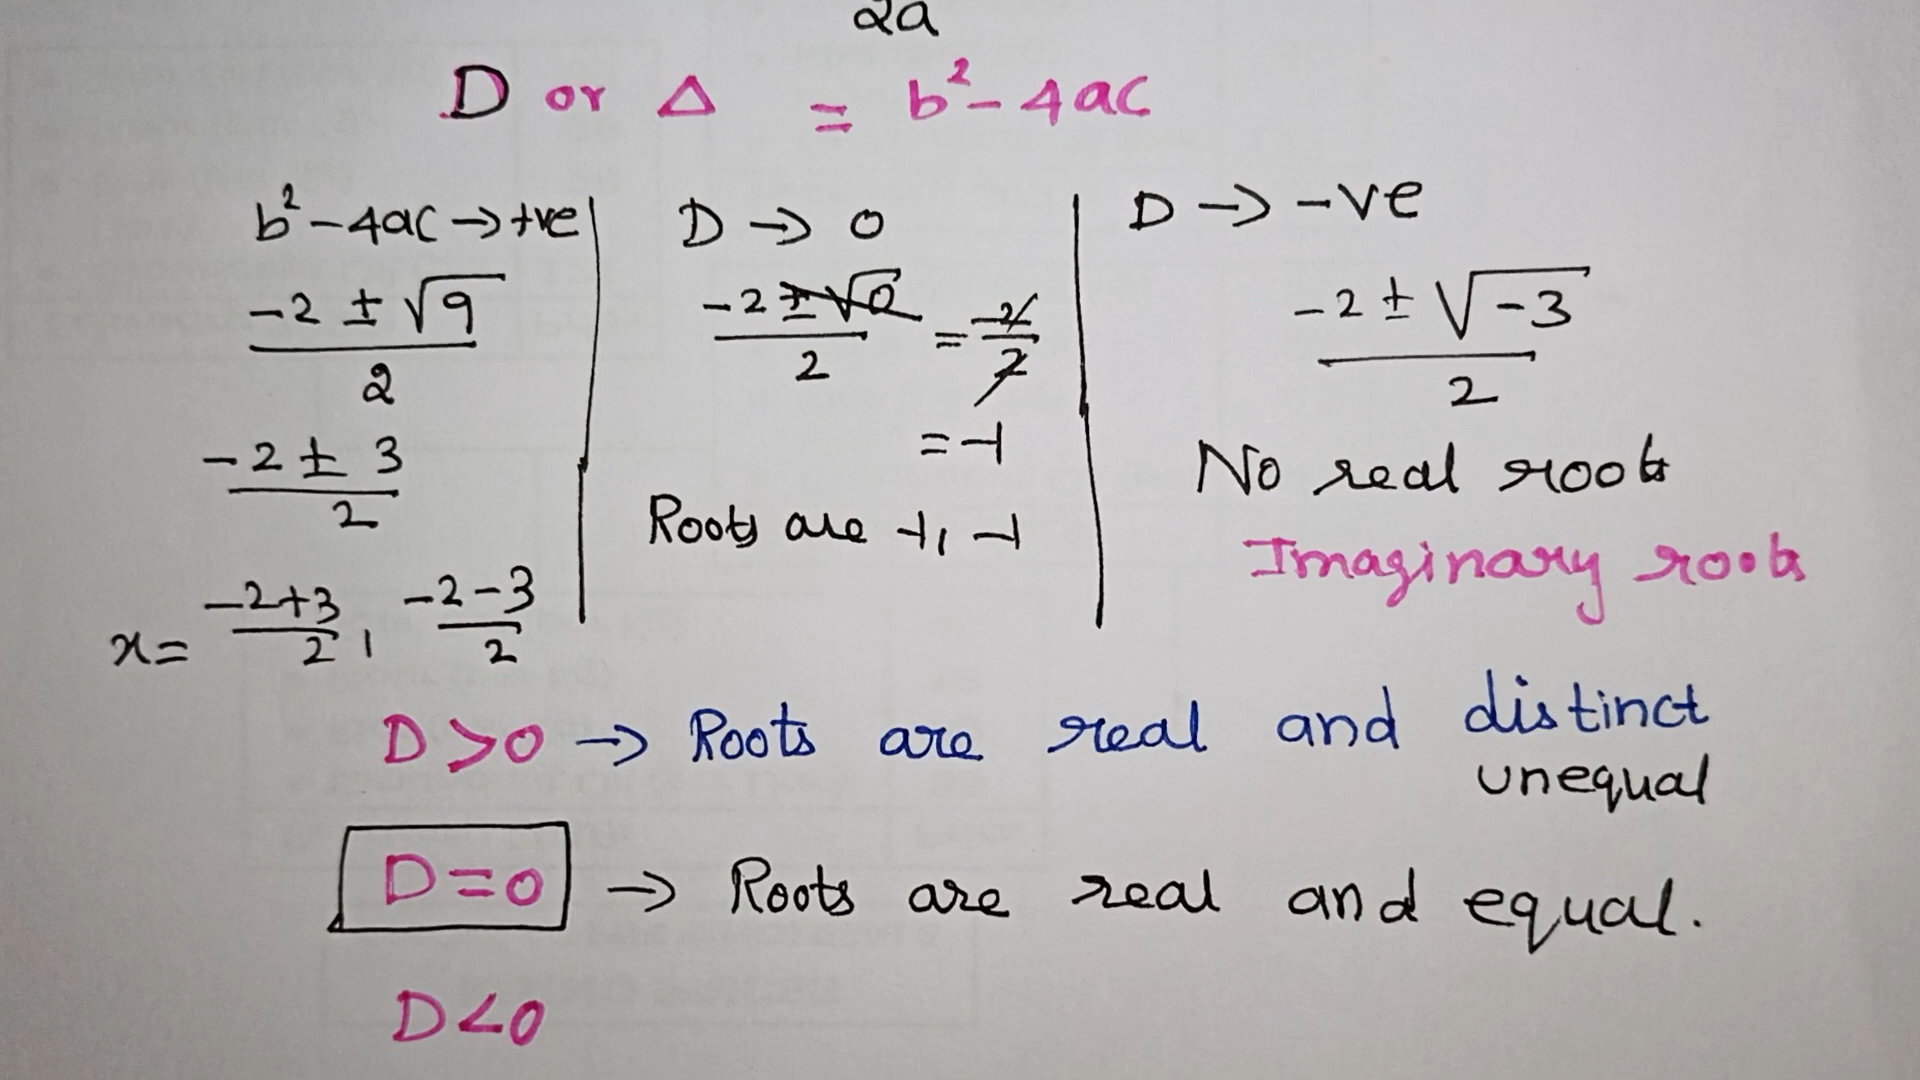 2a
D or △ = b²-4ac
b²-4ac → +ve
-2 ± √9
2
-2 ± 3
2
x = -2+3 , -2-3
2 2
D → 0
-2 ± √0 = -2
2 2
= -1
Roots are -1, -1
D → -ve
-2 ± √-3
2
No real roots
Imaginary roots
D>0 → Roots are real and distinct
unequal
D=0 → Roots are real and equal.
D<0